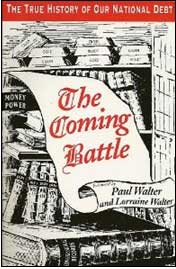 THE TRUE HISTORY OF OUR NATIONAL DEBT
MONEY
POWER
The
Coming
Battle
Paul Walter
and Lorraine Walter